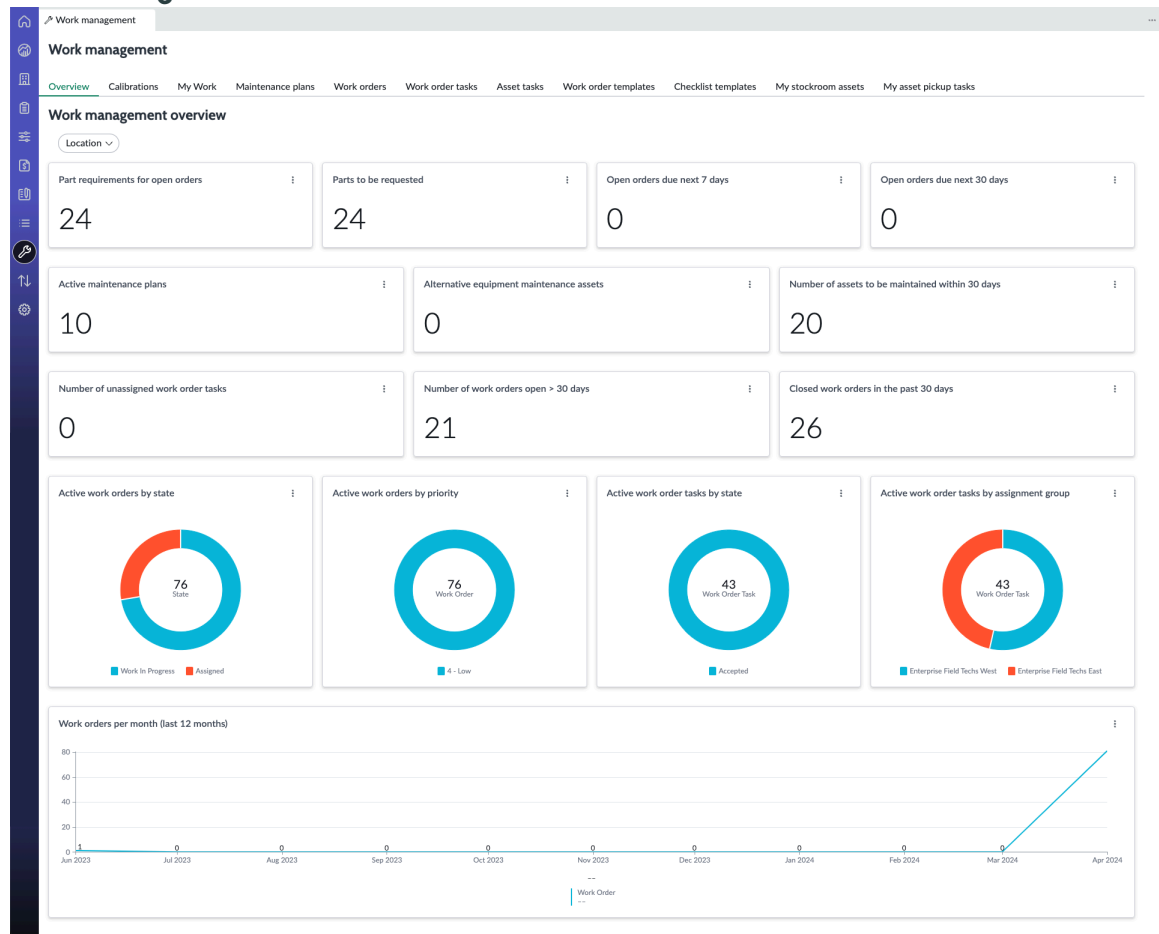 Work management
Work management
Overview Calibrations My Work Maintenance plans Work orders Work order tasks Asset tasks Work order templates Checklist templates My stockroom assets My asset pickup tasks
Work management overview
Location
Part requirements for open orders
24
Parts to be requested
24
Open orders due next 7 days
0
Open orders due next 30 days
0
Active maintenance plans
10
Alternative equipment maintenance assets
0
Number of assets to be maintained within 30 days
20
Number of unassigned work order tasks
0
Number of work orders open > 30 days
21
Closed work orders in the past 30 days
26
Active work orders by state
76
State
Work In Progress Assigned
Active work orders by priority
76
Work Order
4 - Low
Active work order tasks by state
43
Work Order Task
Accepted
Active work order tasks by assignment group
43
Work Order Task
Enterprise Field Techs West Enterprise Field Techs East
Work orders per month (last 12 months)
80
60
40
20
0
1 0 0 0 0 0 0 0 0 0
Jun 2023 Jul 2023 Aug 2023 Sep 2023 Oct 2023 Nov 2023 Dec 2023 Jan 2024 Feb 2024 Mar 2024 Apr 2024
--
Work Order
--